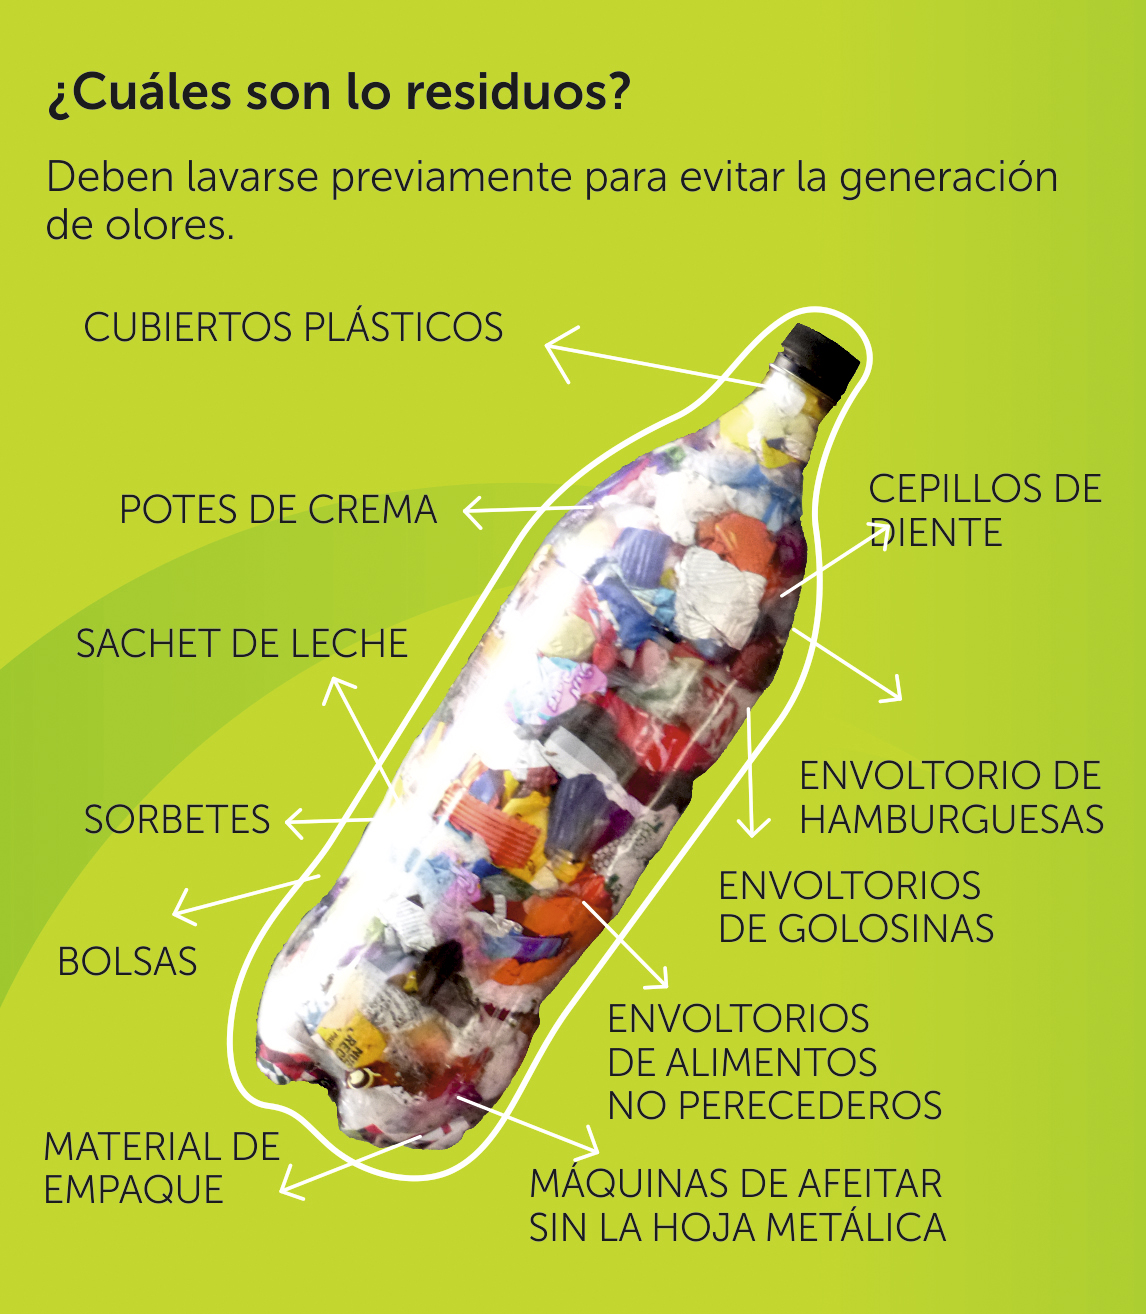 ¿Cuáles son lo residuos?
Deben lavarse previamente para evitar la generación
de olores.
CUBIERTOS PLÁSTICOS
POTES DE CREMA
CEPILLOS DE
DIENTE
SACHET DE LECHE
ENVOLTORIO DE
HAMBURGUESAS
SORBETES
ENVOLTORIOS
DE GOLOSINAS
BOLSAS
ENVOLTORIOS
DE ALIMENTOS
NO PERECEDEROS
MATERIAL DE
EMPAQUE
MÁQUINAS DE AFEITAR
SIN LA HOJA METÁLICA